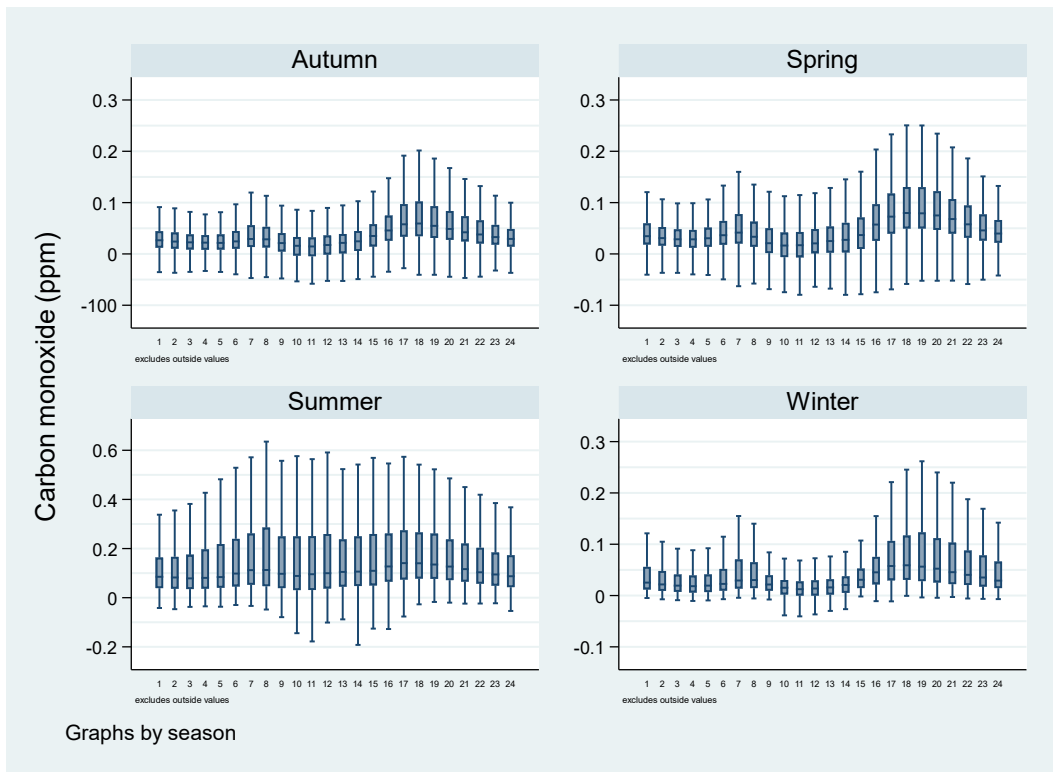 Carbon monoxide (ppm)
Autumn
0.3
0.2
0.1
0
-100
1 2 3 4 5 6 7 8 9 10 11 12 13 14 15 16 17 18 19 20 21 22 23 24
excludes outside values
Spring
0.3
0.2
0.1
0
-0.1
1 2 3 4 5 6 7 8 9 10 11 12 13 14 15 16 17 18 19 20 21 22 23 24
excludes outside values
Summer
0.6
0.4
0.2
0
-0.2
1 2 3 4 5 6 7 8 9 10 11 12 13 14 15 16 17 18 19 20 21 22 23 24
excludes outside values
Winter
0.3
0.2
0.1
0
-0.1
1 2 3 4 5 6 7 8 9 10 11 12 13 14 15 16 17 18 19 20 21 22 23 24
excludes outside values
Graphs by season